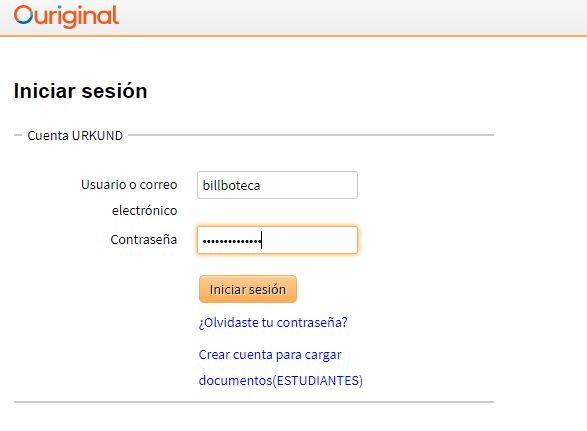 Ouriginal
Iniciar sesión
Cuenta URKUND
Usuario o correo
electrónico
billboteca
Contraseña
••••••••••••••
Iniciar sesión
¿Olvidaste tu contraseña?
Crear cuenta para cargar
documentos(ESTUDIANTES)